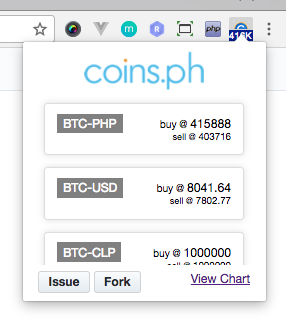 php
416K
coins.ph
BTC-PHP
buy @ 415888
sell @ 403716
BTC-USD
buy @ 8041.64
sell @ 7802.77
BTC-CLP
buy @ 1000000
Issue
Fork
View Chart